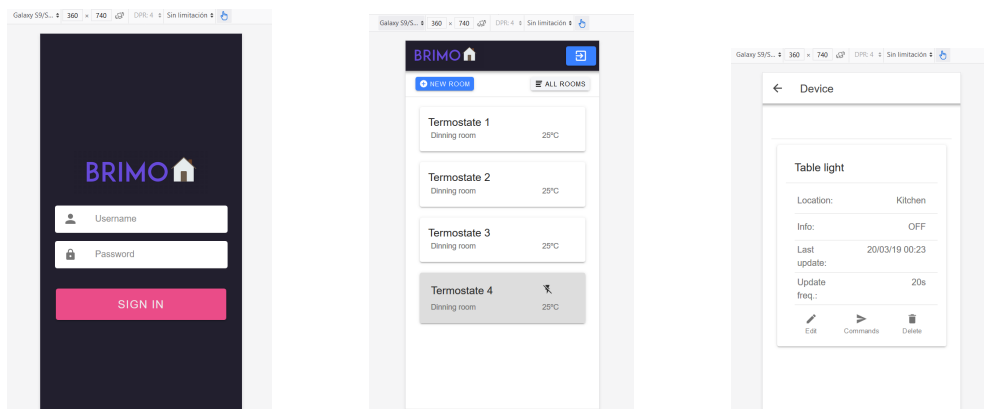 Galaxy S9/S... 360 × 740 DPR: 4 Sin limitación
BRIMO
Username
Password
SIGN IN
Galaxy S9/S... 360 × 740 DPR: 4 Sin limitación
BRIMO
NEW ROOM ALL ROOMS
Termostate 1
Dinning room 25ºC
Termostate 2
Dinning room 25ºC
Termostate 3
Dinning room 25ºC
Termostate 4
Dinning room 25ºC
Galaxy S9/S... 360 × 740 DPR: 4 Sin limitación
Device
Table light
Location: Kitchen
Info: OFF
Last 20/03/19 00:23
update:
Update 20s
freq.:
Edit Commands Delete